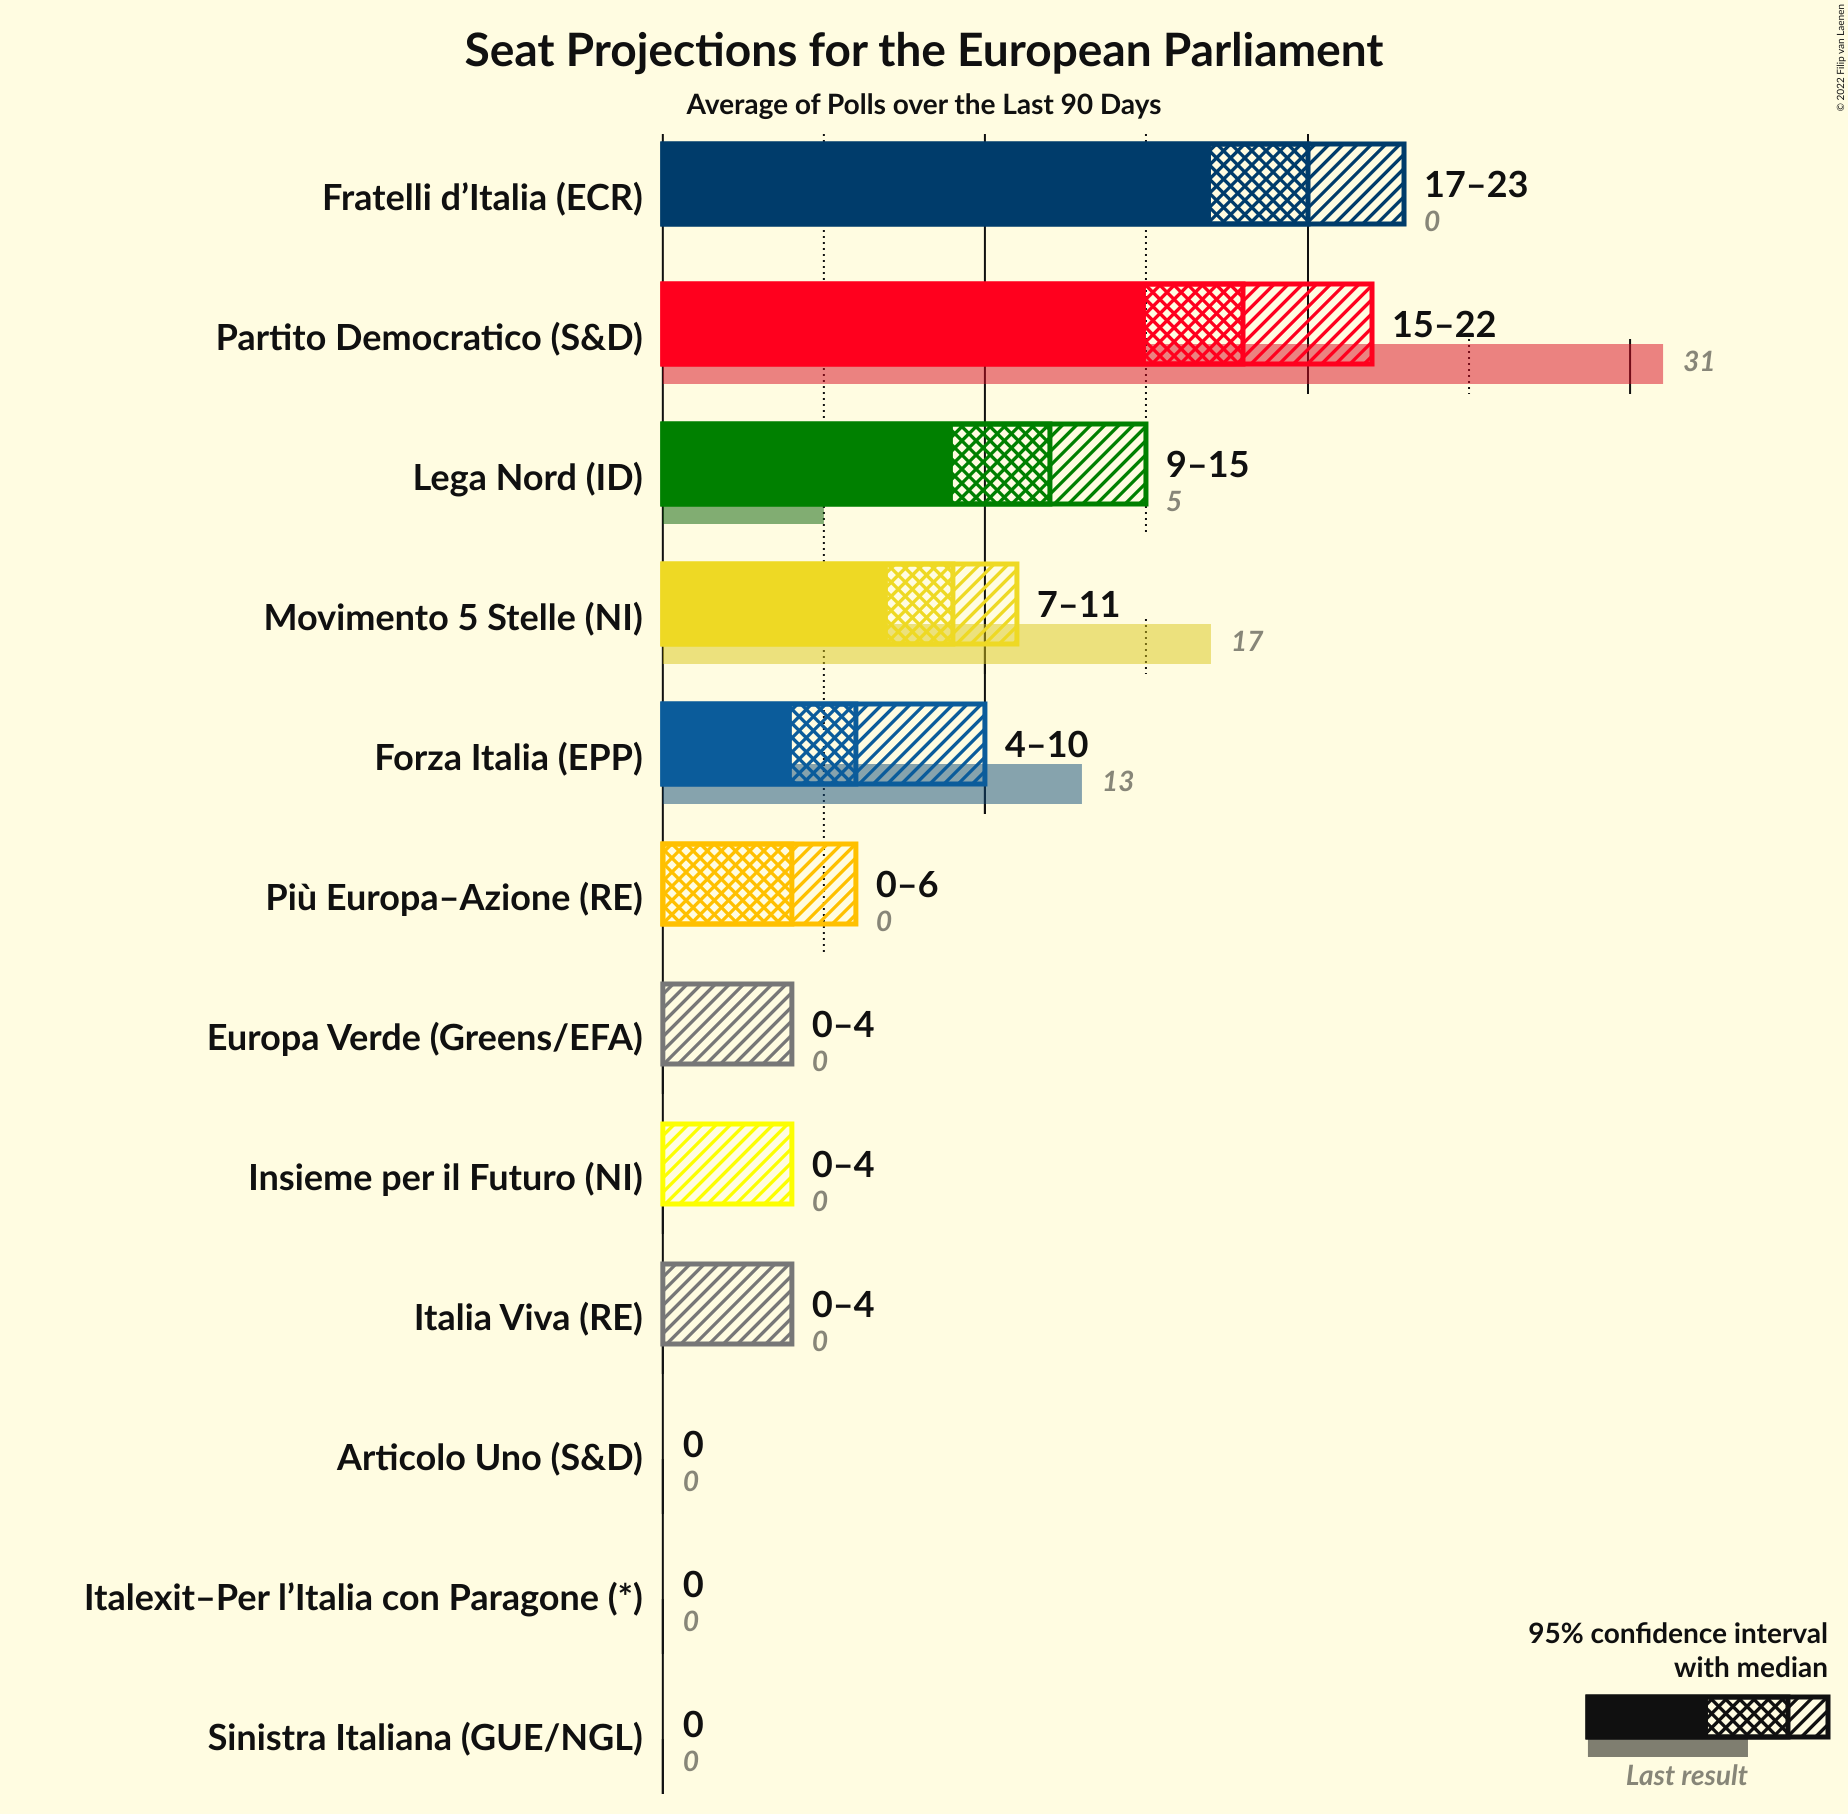 Seat Projections for the European Parliament
Average of Polls over the Last 90 Days
© 2022 Filip van Laenen
Fratelli d’Italia (ECR)
17–23
0
Partito Democratico (S&D)
15–22
31
Lega Nord (ID)
9–15
5
Movimento 5 Stelle (NI)
7–11
17
Forza Italia (EPP)
4–10
13
Più Europa–Azione (RE)
0–6
0
Europa Verde (Greens/EFA)
0–4
0
Insieme per il Futuro (NI)
0–4
0
Italia Viva (RE)
0–4
0
Articolo Uno (S&D)
0
0
Italexit–Per l’Italia con Paragone (*)
0
0
Sinistra Italiana (GUE/NGL)
0
0
95% confidence interval
with median
Last result